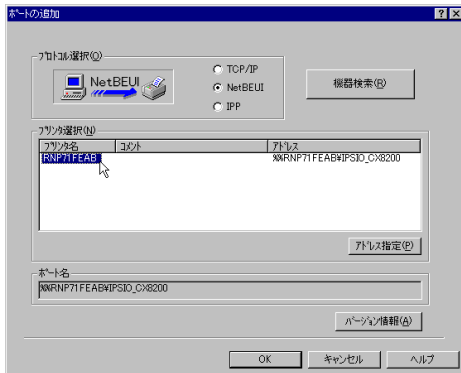 ポートの追加
プロトコル選択(O)
NetBEUI
TCP/IP
NetBEUI
IPP
機器検索(R)
プリンタ選択(N)
プリンタ名 コメント アドレス
RNP71FEAB %%RNP71FEAB¥IPSIO_CX8200
アドレス指定(P)
ポート名
%%RNP71FEAB¥IPSIO_CX8200
バージョン情報(A)
OK キャンセル ヘルプ